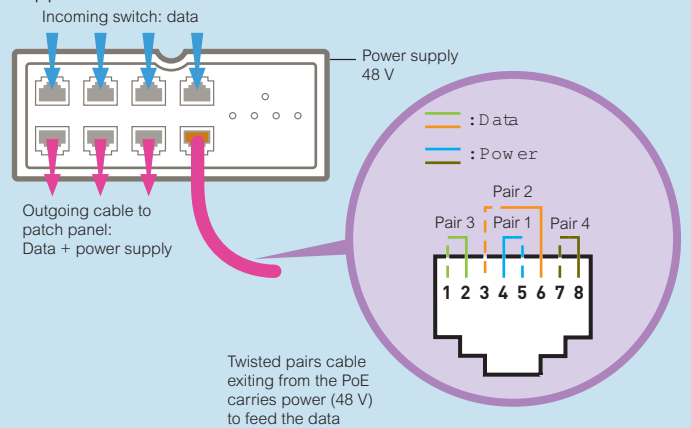 Incoming switch: data
Power supply
48 V
: Data
: Power
Pair 2
Pair 3
Pair 1
Pair 4
1 2 3 4 5 6 7 8
Outgoing cable to
patch panel:
Data + power supply
Twisted pairs cable
exiting from the PoE
carries power (48 V)
to feed the data